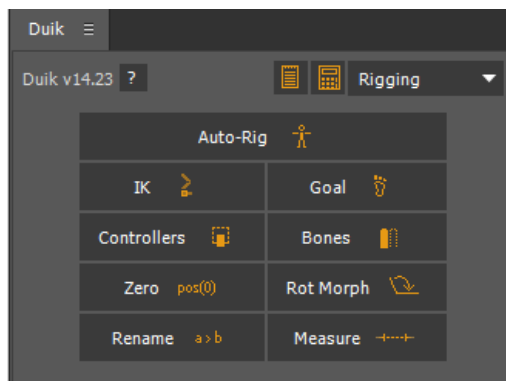 Duik
Duik v14.23 ? Rigging
Auto-Rig
IK Goal
Controllers Bones
Zero pos(0) Rot Morph
Rename a>b Measure